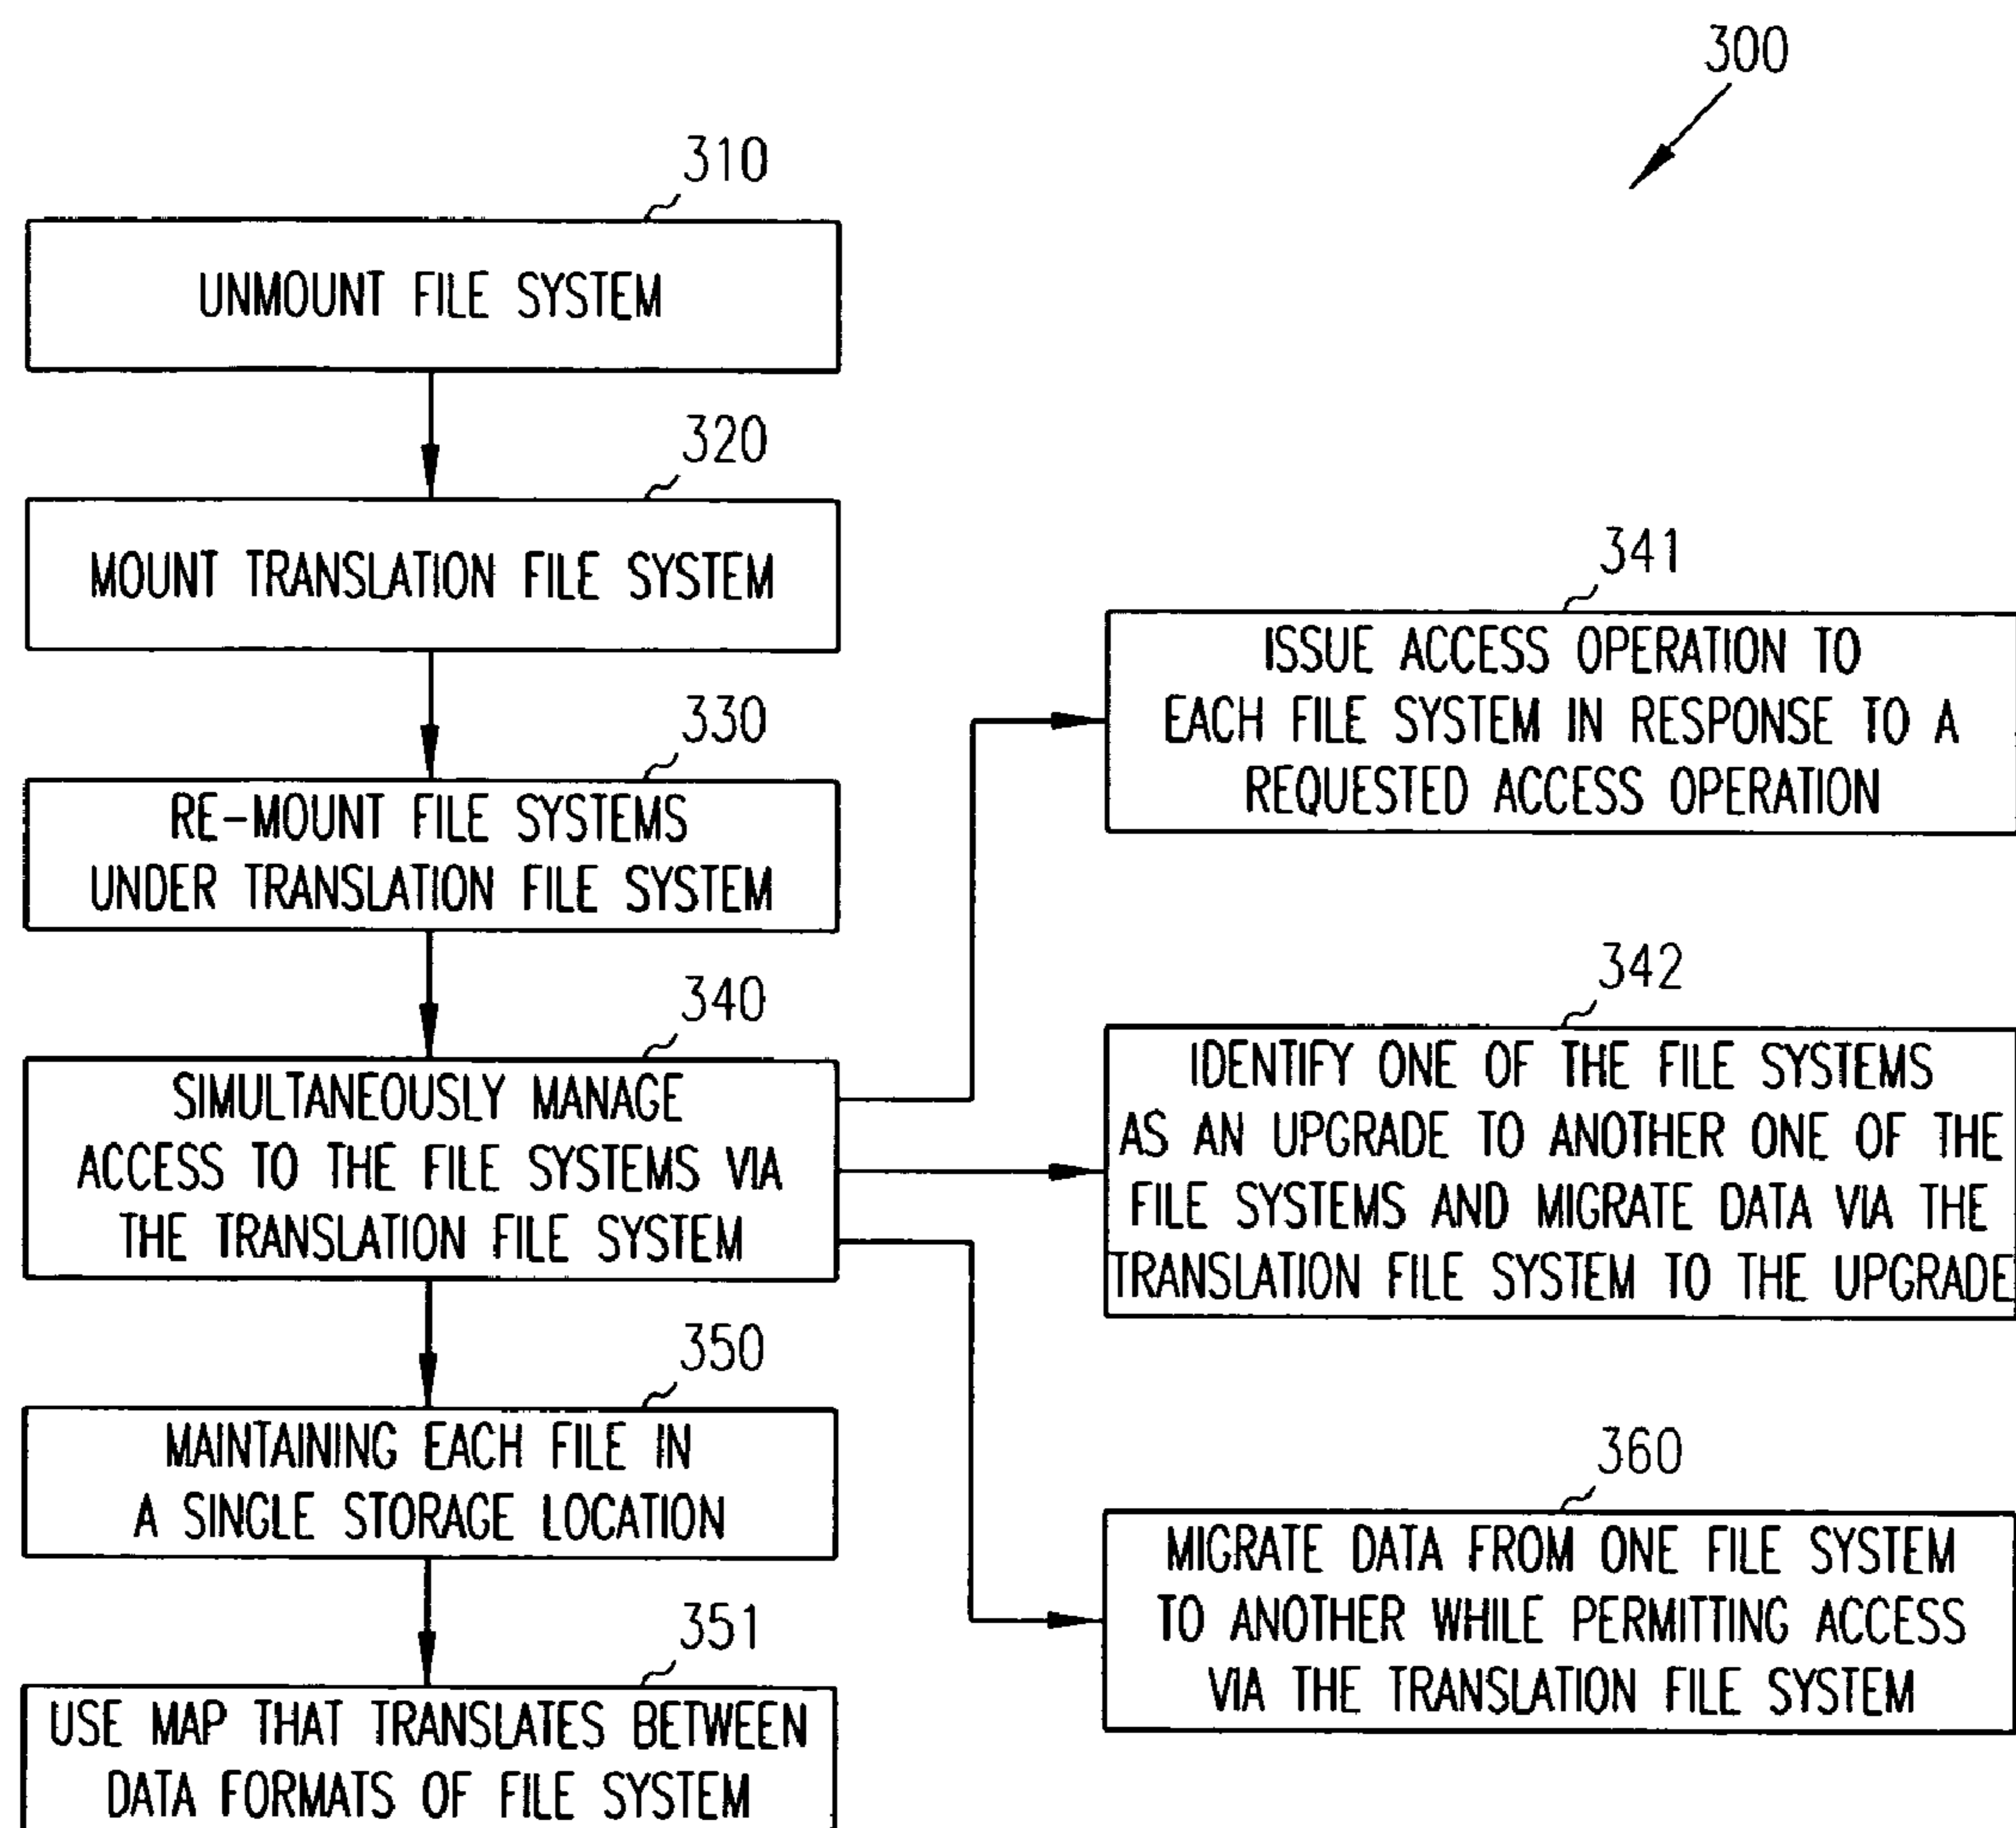 300
310
UNMOUNT FILE SYSTEM
320
MOUNT TRANSLATION FILE SYSTEM
330
RE-MOUNT FILE SYSTEMS
UNDER TRANSLATION FILE SYSTEM
340
SIMULTANEOUSLY MANAGE
ACCESS TO THE FILE SYSTEMS VIA
THE TRANSLATION FILE SYSTEM
350
MAINTAINING EACH FILE IN
A SINGLE STORAGE LOCATION
351
USE MAP THAT TRANSLATES BETWEEN
DATA FORMATS OF FILE SYSTEM
341
ISSUE ACCESS OPERATION TO
EACH FILE SYSTEM IN RESPONSE TO A
REQUESTED ACCESS OPERATION
342
IDENTIFY ONE OF THE FILE SYSTEMS
AS AN UPGRADE TO ANOTHER ONE OF THE
FILE SYSTEMS AND MIGRATE DATA VIA THE
TRANSLATION FILE SYSTEM TO THE UPGRADE
360
MIGRATE DATA FROM ONE FILE SYSTEM
TO ANOTHER WHILE PERMITTING ACCESS
VIA THE TRANSLATION FILE SYSTEM